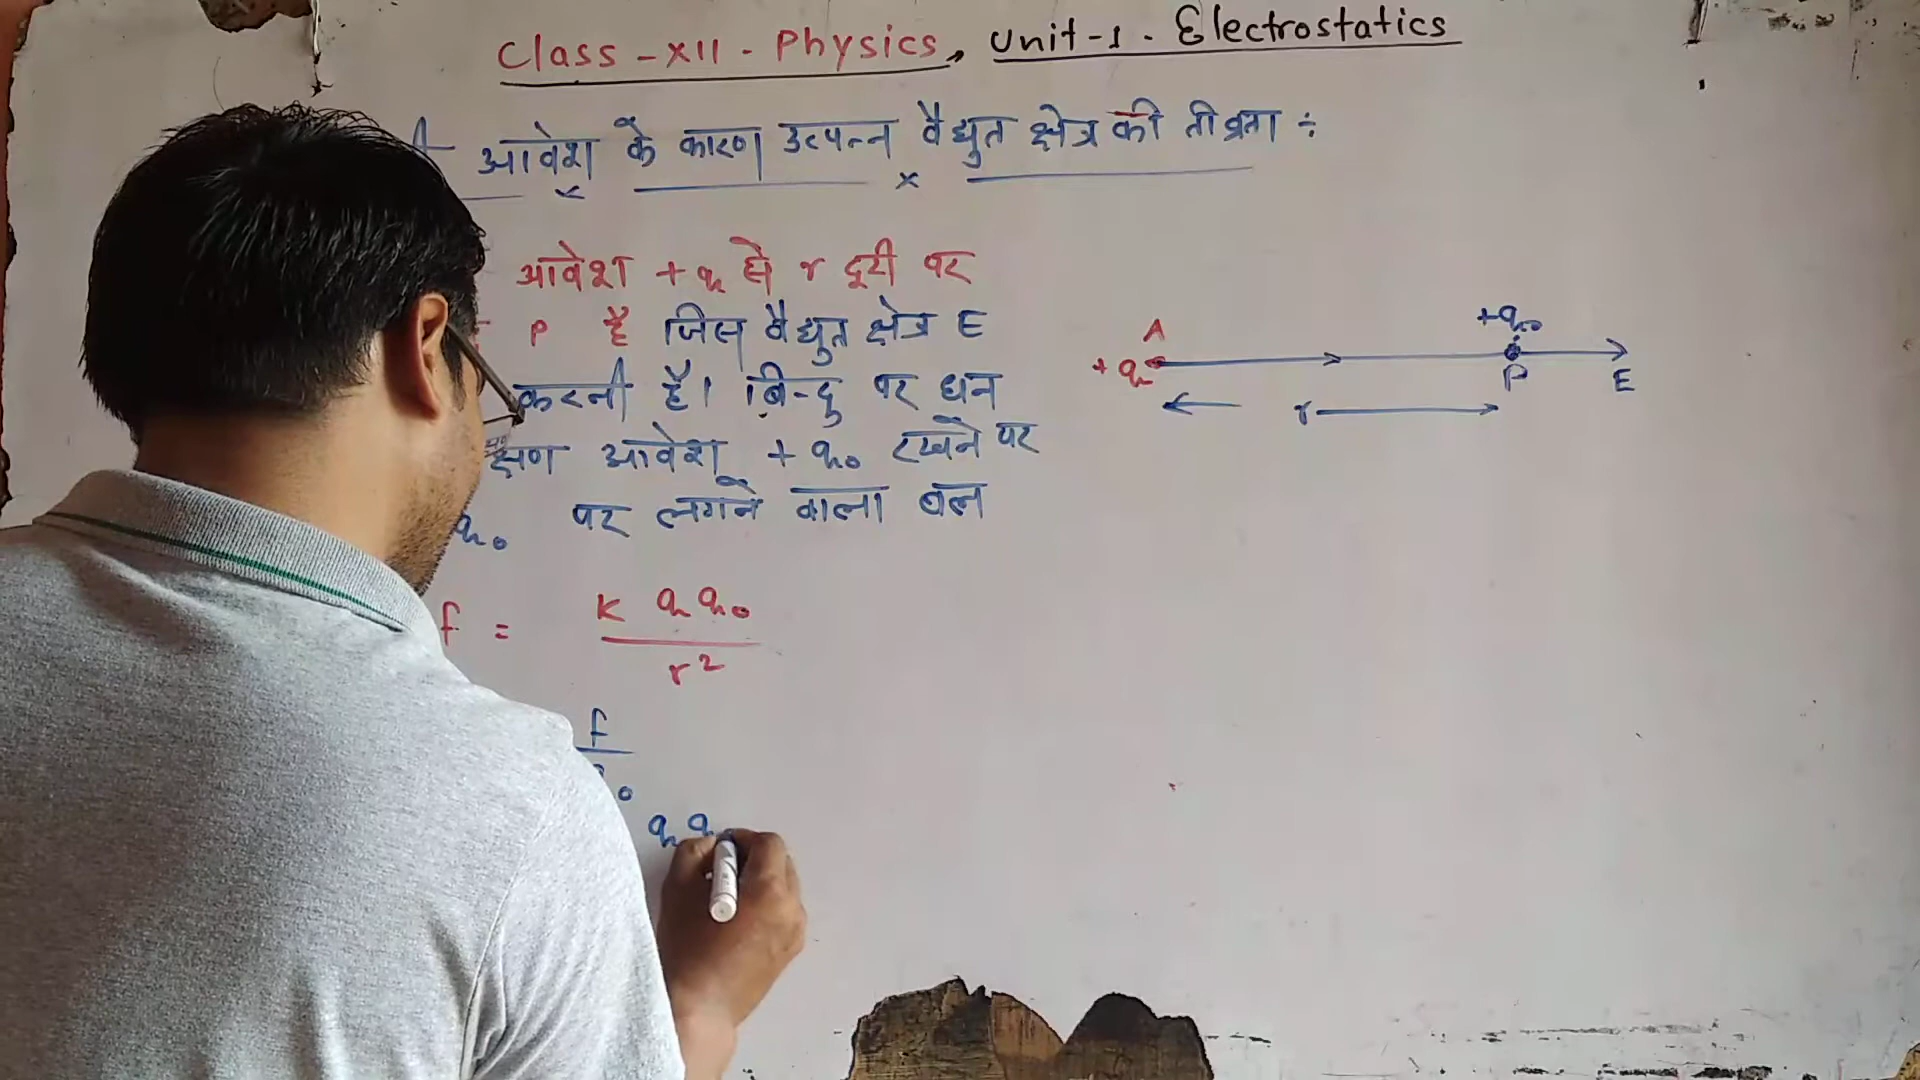 Class - XII - Physics, Unit-1 - Electrostatics
आवेश के कारण उत्पन्न वैद्युत क्षेत्र की तीव्रता ÷
आवेश + q से r दूरी पर
P है जिस वैद्युत क्षेत्र E
करनी है। बिन्दु पर धन
आवेश + q₀ रखने पर
q₀ पर लगने वाला बल
f = K q q₀
r²
f
q q
A
+ q
+q₀
P
E
r